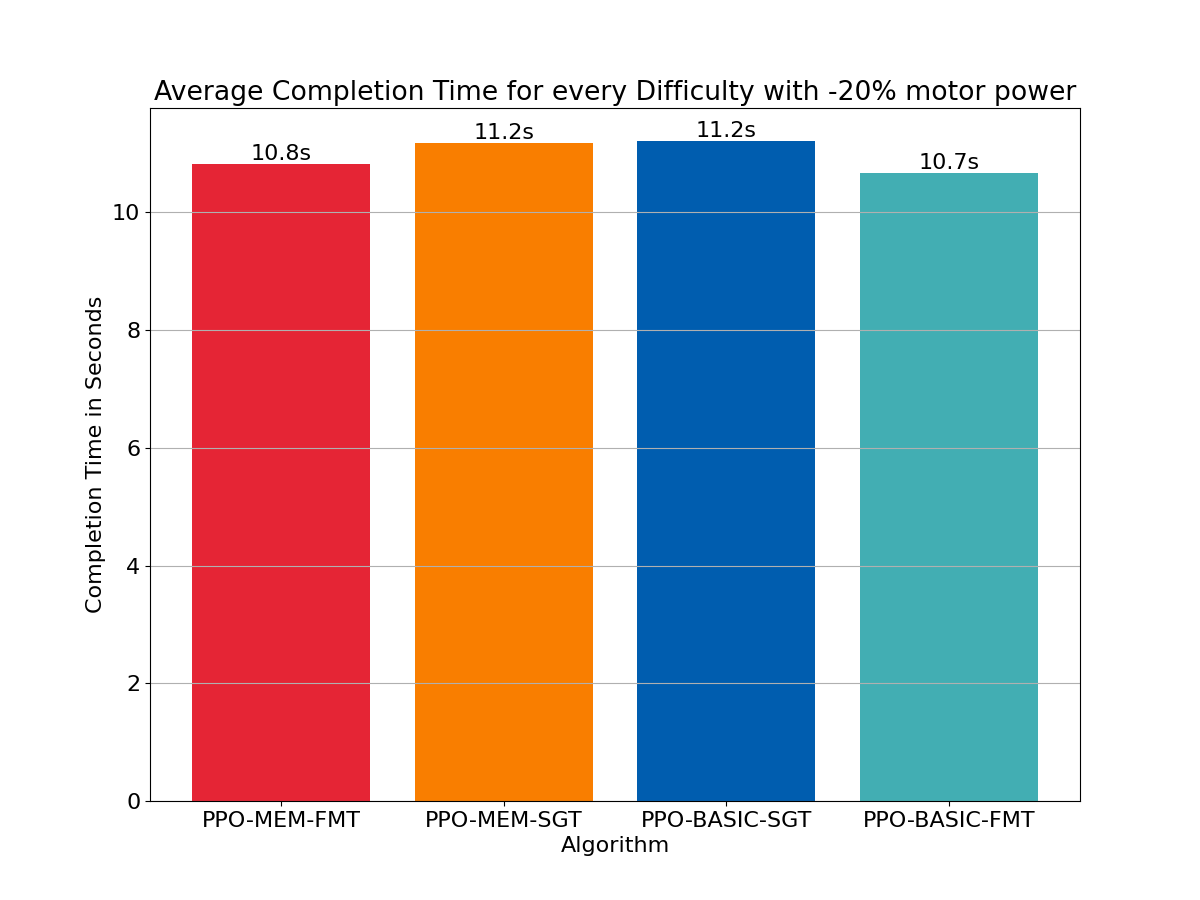 Average Completion Time for every Difficulty with -20% motor power
10.8s
11.2s
11.2s
10.7s
10
8
6
4
2
0
Completion Time in Seconds
PPO-MEM-FMT
PPO-MEM-SGT
PPO-BASIC-SGT
PPO-BASIC-FMT
Algorithm